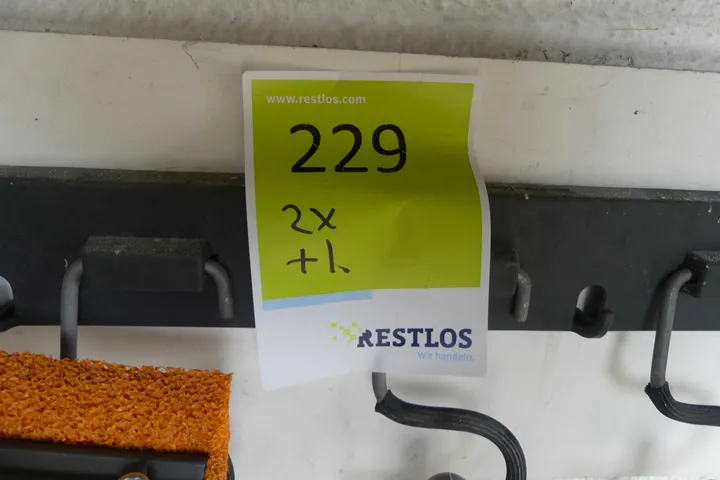 www.restlos.com
229
2x
+1.
RESTLOS
Wir handeln.